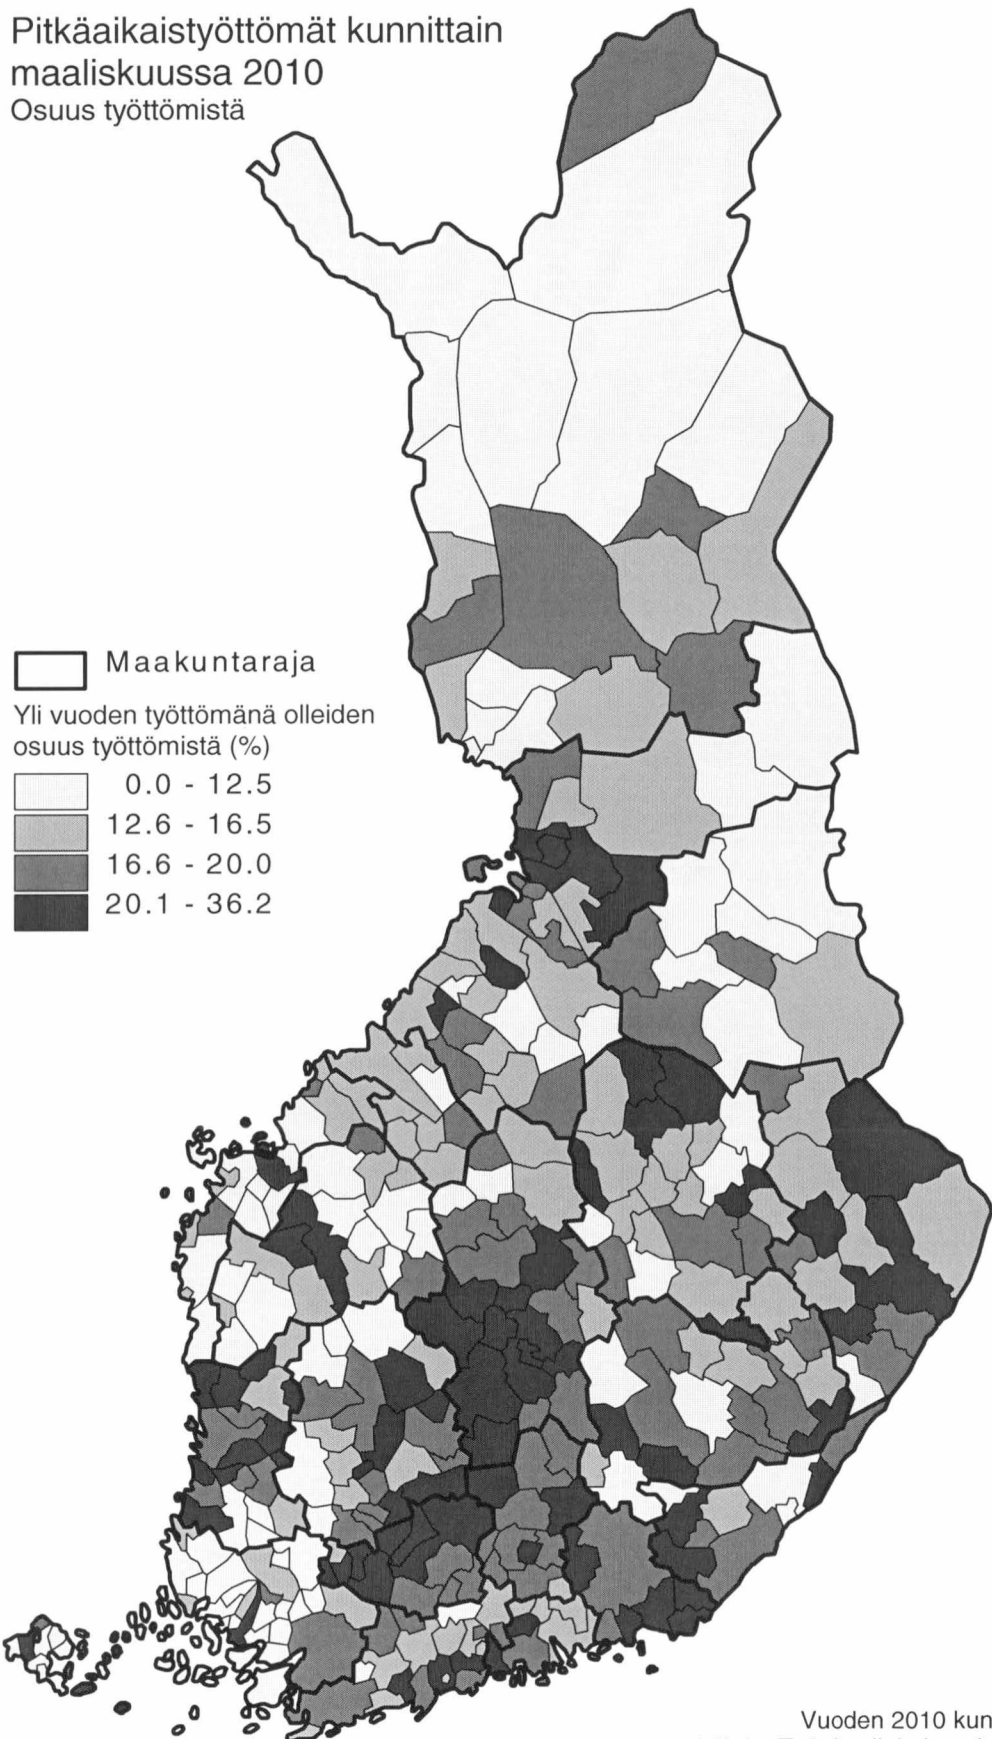 Pitkäaikaistyöttömät kunnittain
maaliskuussa 2010
Osuus työttömistä
Maakuntaraja
Yli vuoden työttömänä olleiden
osuus työttömistä (%)
0.0 - 12.5
12.6 - 16.5
16.6 - 20.0
20.1 - 36.2
Vuoden 2010 kun